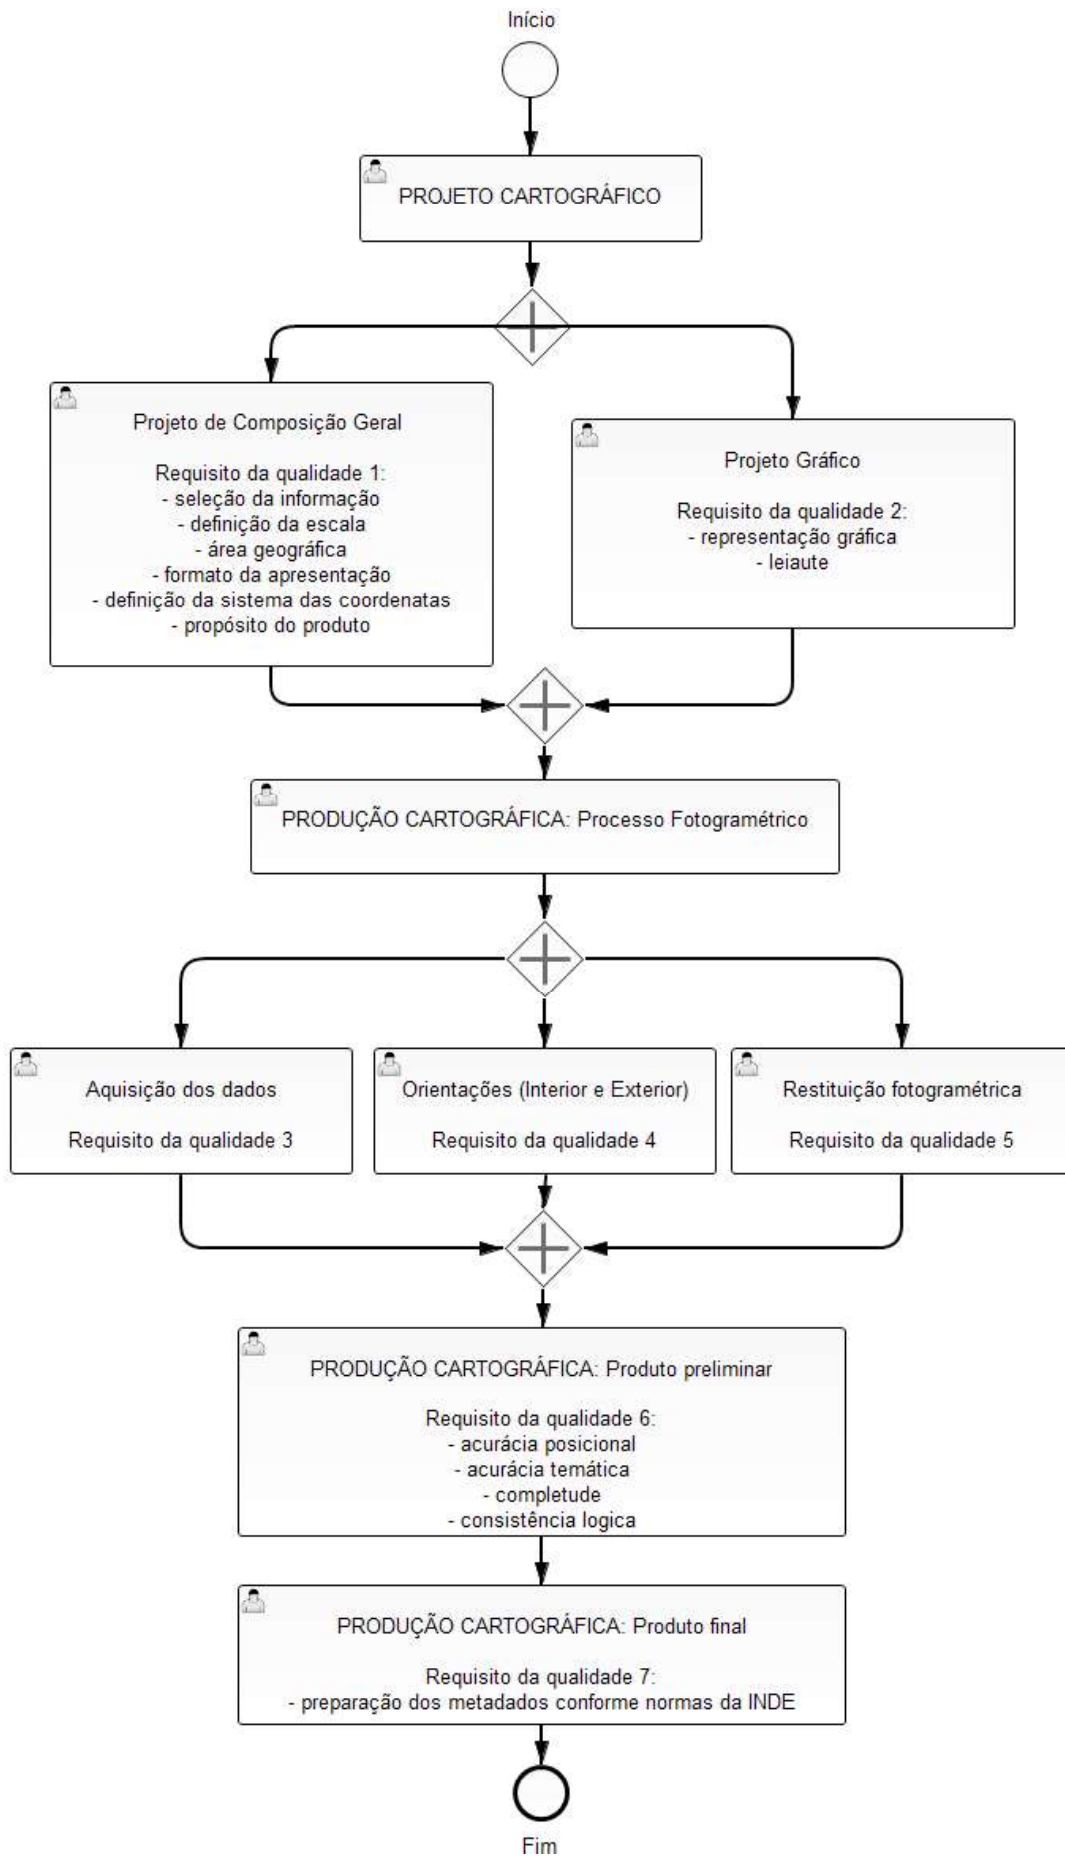 Início
PROJETO CARTOGRÁFICO
Projeto de Composição Geral
Requisito da qualidade 1:
- seleção da informação
- definição da escala
- área geográfica
- formato da apresentação
- definição da sistema das coordenatas
- propósito do produto
Projeto Gráfico
Requisito da qualidade 2:
- representação gráfica
- leiaute
PRODUÇÃO CARTOGRÁFICA: Processo Fotogramétrico
Aquisição dos dados
Requisito da qualidade 3
Orientações (Interior e Exterior)
Requisito da qualidade 4
Restituição fotogramétrica
Requisito da qualidade 5
PRODUÇÃO CARTOGRÁFICA: Produto preliminar
Requisito da qualidade 6:
- acurácia posicional
- acurácia temática
- completude
- consistência logica
PRODUÇÃO CARTOGRÁFICA: Produto final
Requisito da qualidade 7:
- preparação dos metadados conforme normas da INDE
Fim